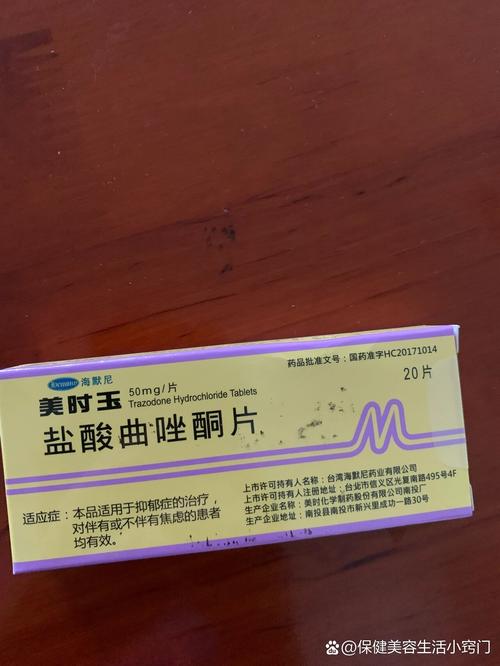 药品批准文号：国药准字HC20171014
海默尼
美时玉 50mg/片
Trazodone Hydrochloride Tablets
20片
盐酸曲唑酮片
上市许可持有人名称：台湾海默尼药业有限公司
上市许可持有人注册地址：台北市信义区光复南路495号4F
生产企业名称：美时化学制药股份有限公司南投厂
生产企业地址：南投县南投市新兴里成功一路30号
适应症：本品适用于抑郁症的治疗，
对伴有或不伴有焦虑的患者
均有效。
@保健美容生活小窍门